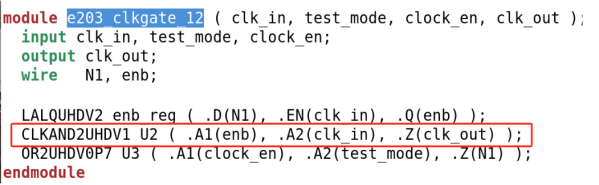 module e203_clkgate_12 ( clk_in, test_mode, clock_en, clk_out );
input clk_in, test_mode, clock_en;
output clk_out;
wire N1, enb;
LALQUHDV2 enb_reg ( .D(N1), .EN(clk_in), .Q(enb) );
CLKAND2UHDV1 U2 ( .A1(enb), .A2(clk_in), .Z(clk_out) );
OR2UHDV0P7 U3 ( .A1(clock_en), .A2(test_mode), .Z(N1) );
endmodule